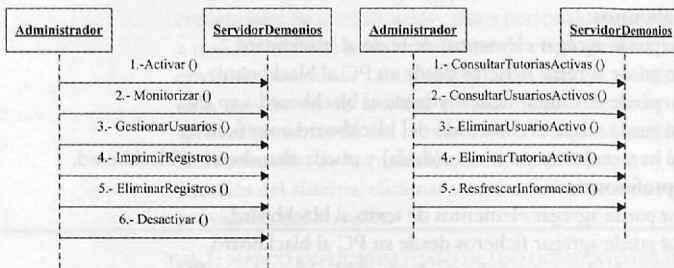 Administrador
ServidorDemonios
1.-Activar ()
2.- Monitorizar ()
3.- GestionarUsuarios ()
4.- ImprimirRegistros ()
5.- EliminarRegistros ()
6.- Desactivar ()
Administrador
ServidorDemonios
1.- ConsultarTutoriasActivas ()
2.- ConsultarUsuariosActivos ()
3.- EliminarUsuarioActivo ()
4.- EliminarTutoriaActiva ()
5.- ResfrescarInformacion ()